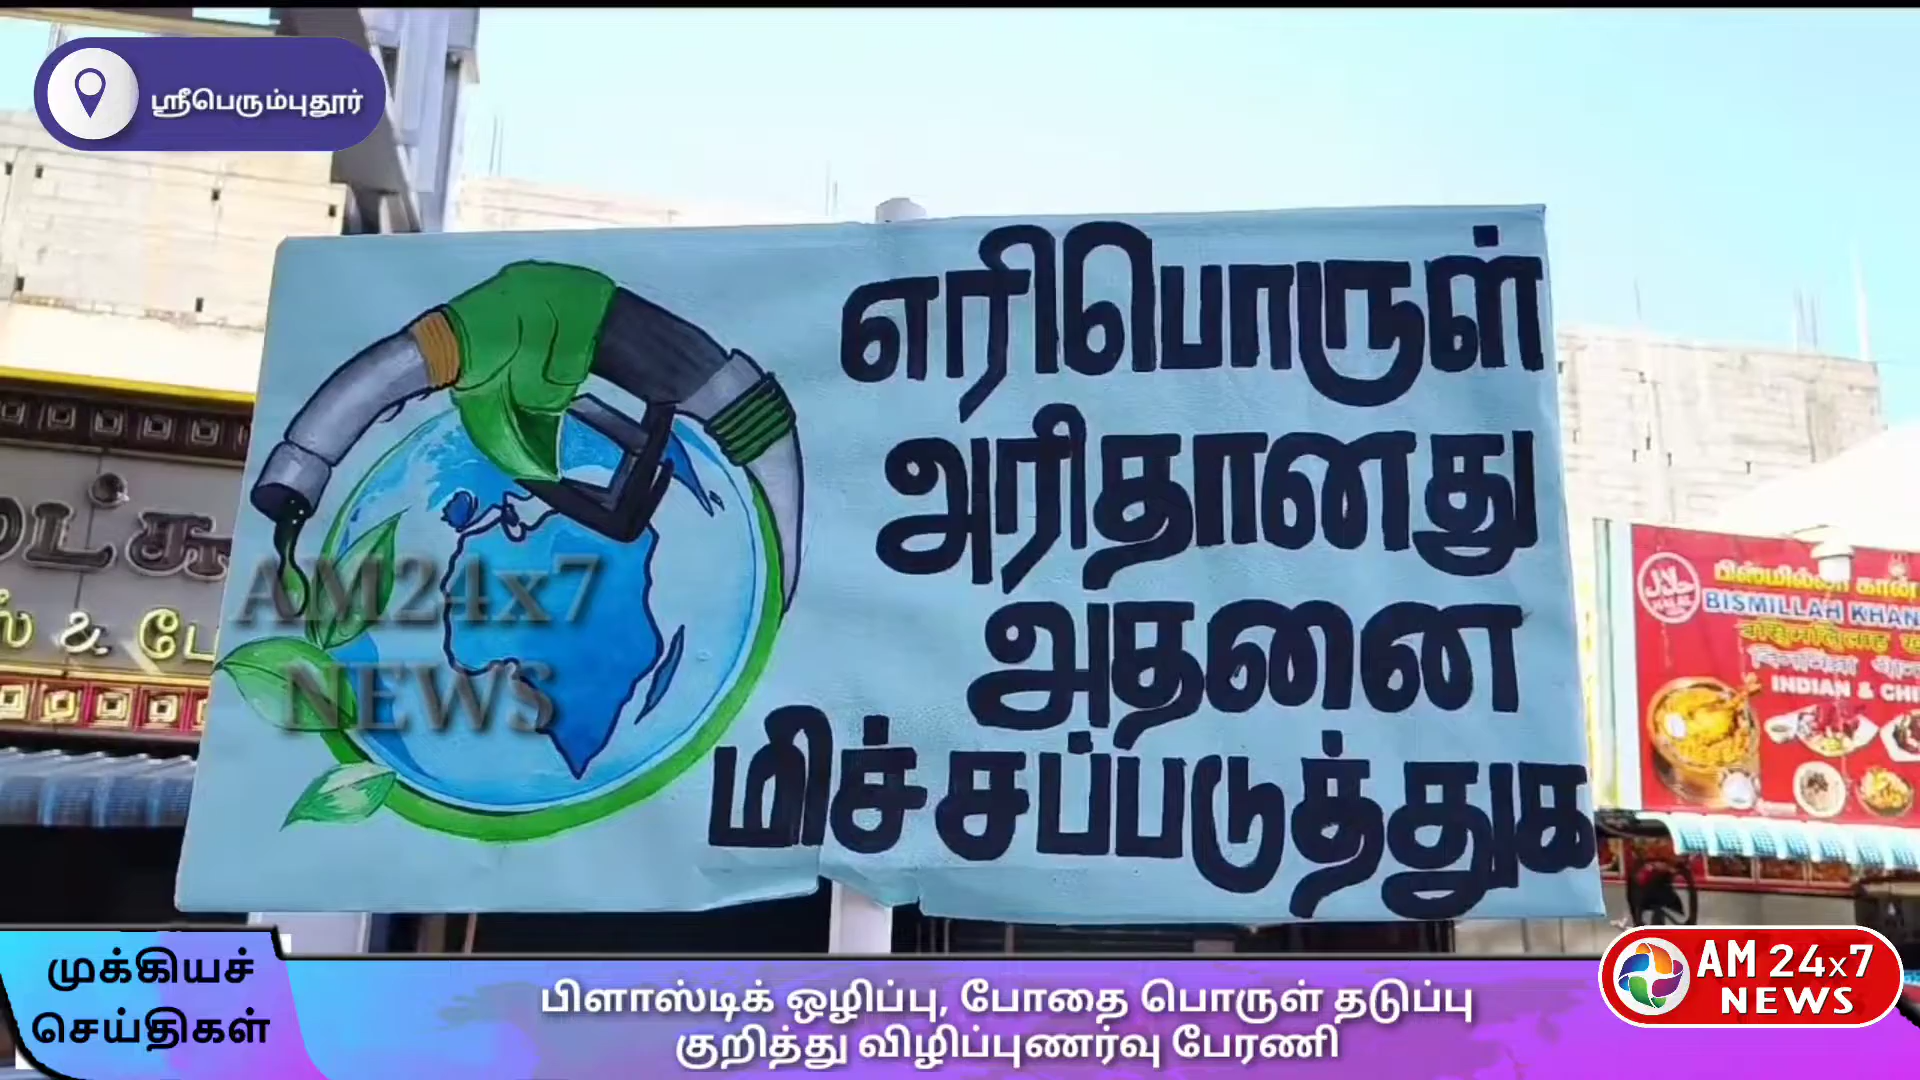 ஸ்ரீபெரும்புதூர்
எரிபொருள்
அரிதானது
அதனை
மிச்சப்படுத்துக
AM24x7
NEWS
ஸ் & பே
பிஸ்மில்லா கான்
BISMILLAH KHAN
INDIAN & CHI
முக்கியச்
செய்திகள்
பிளாஸ்டிக் ஒழிப்பு, போதை பொருள் தடுப்பு
குறித்து விழிப்புணர்வு பேரணி
AM 24x7
NEWS